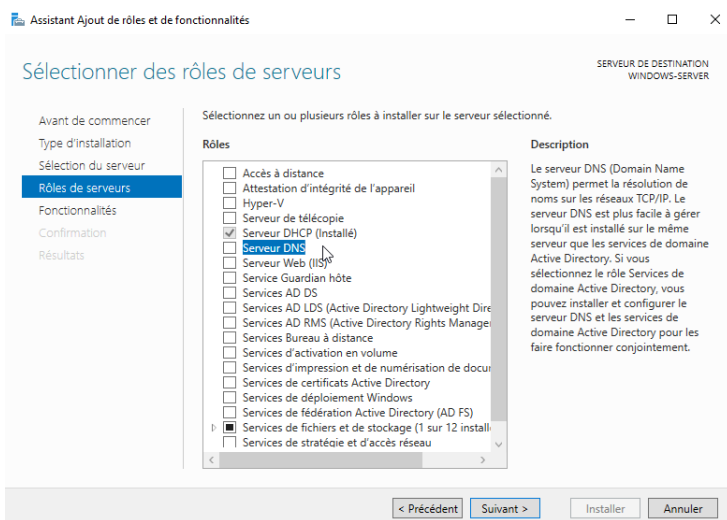 Assistant Ajout de rôles et de fonctionnalités
Sélectionner des rôles de serveurs
SERVEUR DE DESTINATION
WINDOWS-SERVER
Avant de commencer
Type d'installation
Sélection du serveur
Rôles de serveurs
Fonctionnalités
Confirmation
Résultats
Sélectionnez un ou plusieurs rôles à installer sur le serveur sélectionné.
Rôles
Accès à distance
Attestation d'intégrité de l'appareil
Hyper-V
Serveur de télécopie
Serveur DHCP (Installé)
Serveur DNS
Serveur Web (IIS)
Service Guardian hôte
Services AD DS
Services AD LDS (Active Directory Lightweight Dire
Services AD RMS (Active Directory Rights Manage
Services Bureau à distance
Services d'activation en volume
Services d'impression et de numérisation de docu
Services de certificats Active Directory
Services de déploiement Windows
Services de fédération Active Directory (AD FS)
Services de fichiers et de stockage (1 sur 12 install
Services de stratégie et d'accès réseau
Description
Le serveur DNS (Domain Name
System) permet la résolution de
noms sur les réseaux TCP/IP. Le
serveur DNS est plus facile à gérer
lorsqu'il est installé sur le même
serveur que les services de domaine
Active Directory. Si vous
sélectionnez le rôle Services de
domaine Active Directory, vous
pouvez installer et configurer le
serveur DNS et les services de
domaine Active Directory pour les
faire fonctionner conjointement.
< Précédent
Suivant >
Installer
Annuler